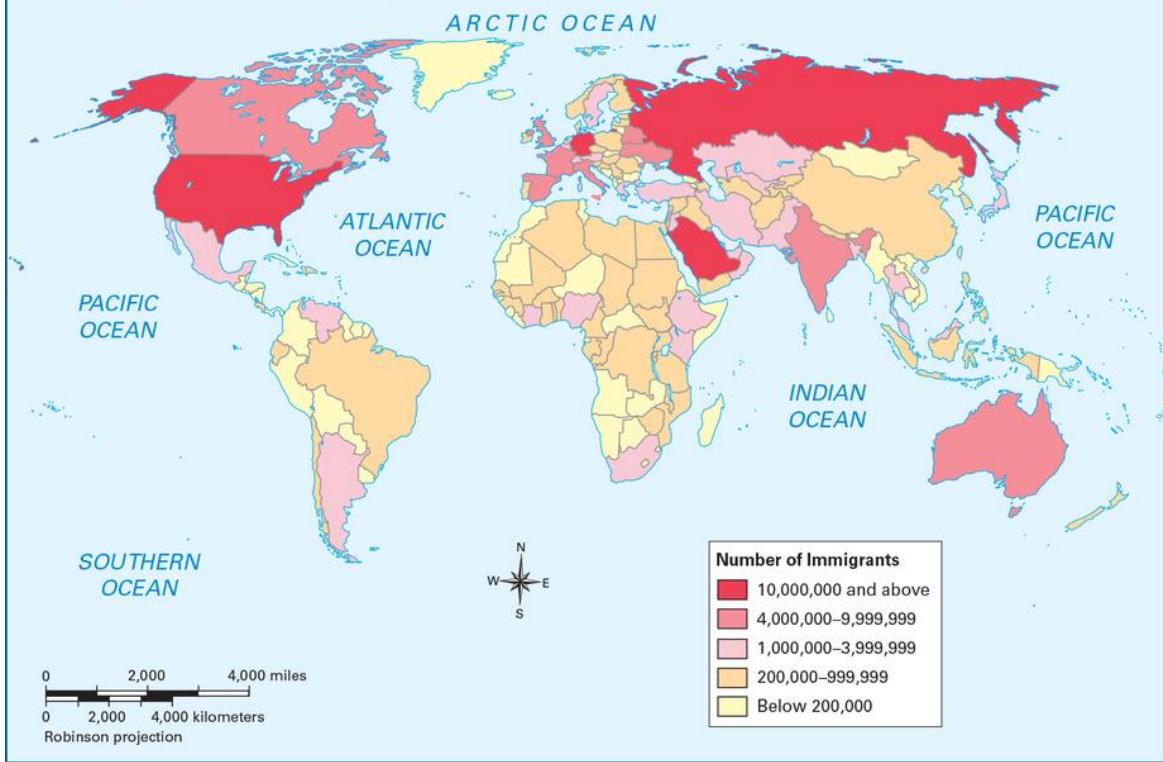 ARCTIC OCEAN
ATLANTIC
OCEAN
PACIFIC
OCEAN
PACIFIC
OCEAN
INDIAN
OCEAN
SOUTHERN
OCEAN
N
W E
S
0 2,000 4,000 miles
0 2,000 4,000 kilometers
Robinson projection
Number of Immigrants
10,000,000 and above
4,000,000–9,999,999
1,000,000–3,999,999
200,000–999,999
Below 200,000